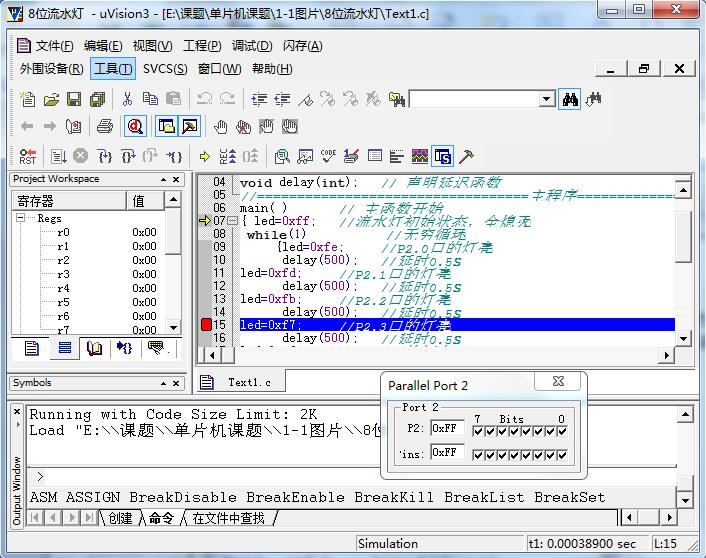 8位流水灯 - uVision3 - [E:\课题\单片机课题\1-1图片\8位流水灯\Text1.c]
文件(F) 编辑(E) 视图(V) 工程(P) 调试(D) 闪存(A)
外围设备(R) 工具(T) SVCS(S) 窗口(W) 帮助(H)
RST CODE
Project Workspace
寄存器 值
Regs
r0 0x00
r1 0x00
r2 0x00
r3 0x00
r4 0x00
r5 0x00
r6 0x00
r7 0x00
04 void delay(int); // 声明延迟函数
05 //==============================主程序=============
06 main( ) // 主函数开始
07 { led=0xff; //流水灯初始状态，全熄灭
08 while(1) //无穷循环
09 {led=0xfe; //P2.0口的灯亮
10 delay(500); //延时0.5s
11 led=0xfd; //P2.1口的灯亮
12 delay(500); //延时0.5s
13 led=0xfb; //P2.2口的灯亮
14 delay(500); //延时0.5s
15 led=0xf7; //P2.3口的灯亮
16 delay(500); //延时0.5s
Text1.c
Symbols
Parallel Port 2
Port 2
7 Bits 0
P2: 0xFF
'ins: 0xFF
Output Window
Running with Code Size Limit: 2K
Load "E:\\课题\\单片机课题\\1-1图片\\8位
>
ASM ASSIGN BreakDisable BreakEnable BreakKill BreakList BreakSet
创建 命令 在文件中查找
Simulation t1: 0.00038900 sec L:15